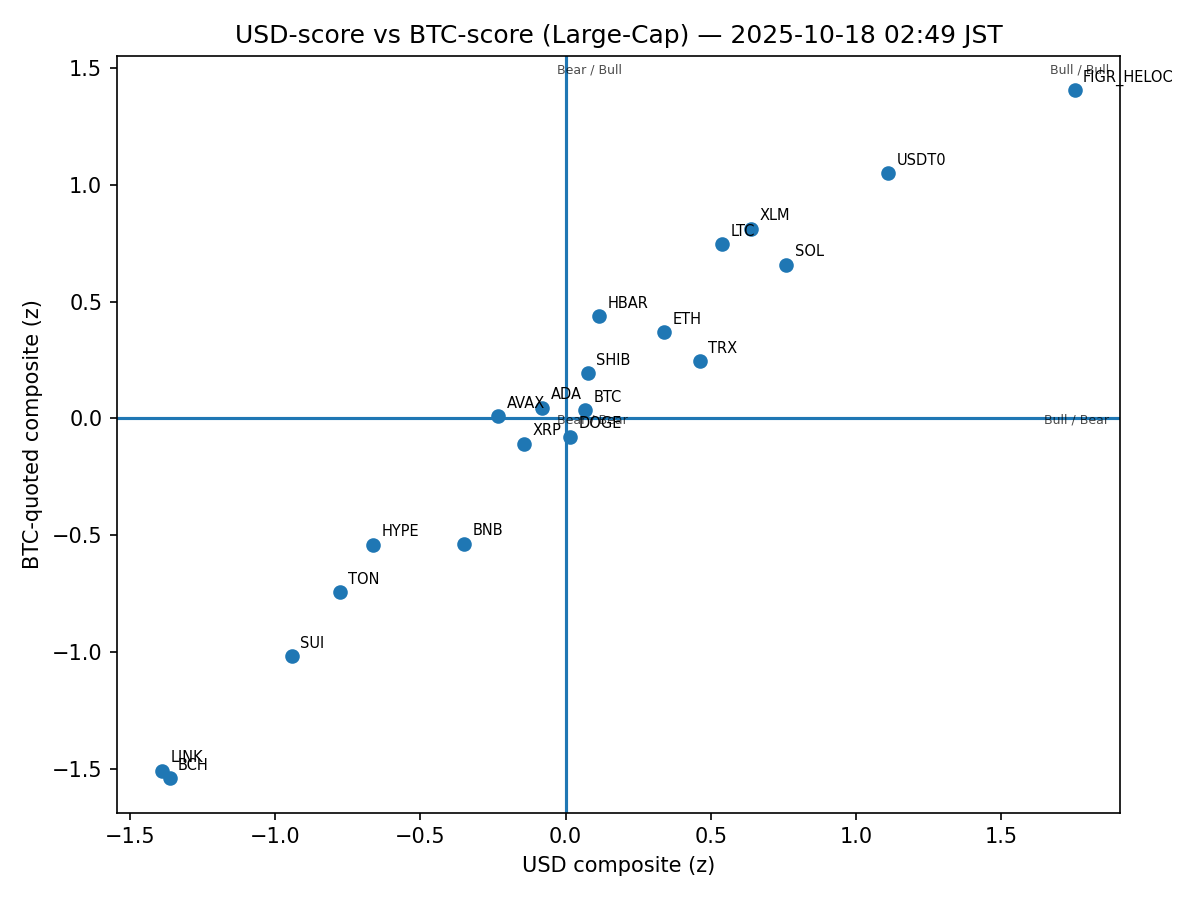 USD-score vs BTC-score (Large-Cap) — 2025-10-18 02:49 JST
Bear / Bull
Bull / Bull
FIGR_HELOC
USDT0
XLM
LTC
SOL
HBAR
ETH
TRX
SHIB
ADA
BTC
AVAX
Bear / Bear
DOGE
Bull / Bear
XRP
HYPE
BNB
TON
SUI
LINK
BCH
1.5
1.0
0.5
0.0
−0.5
−1.0
−1.5
BTC-quoted composite (z)
−1.5
−1.0
−0.5
0.0
0.5
1.0
1.5
USD composite (z)